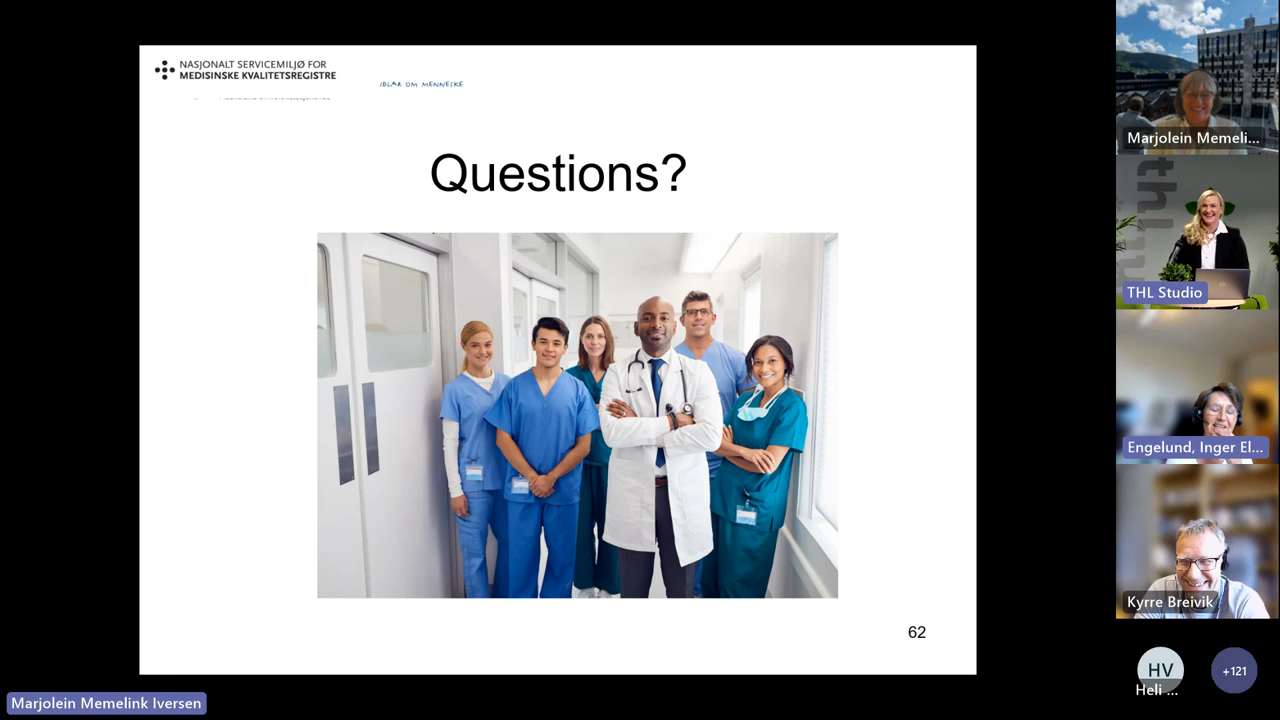 NASJONALT SERVICEMILJØ FOR
MEDISINSKE KVALITETSREGISTRE
IDLAR OM MENNESKE
Questions?
62
Marjolein Memelink Iversen
Marjolein Memeli...
thl
THL Studio
Engelund, Inger El...
Kyrre Breivik
HV
Heli ...
+121